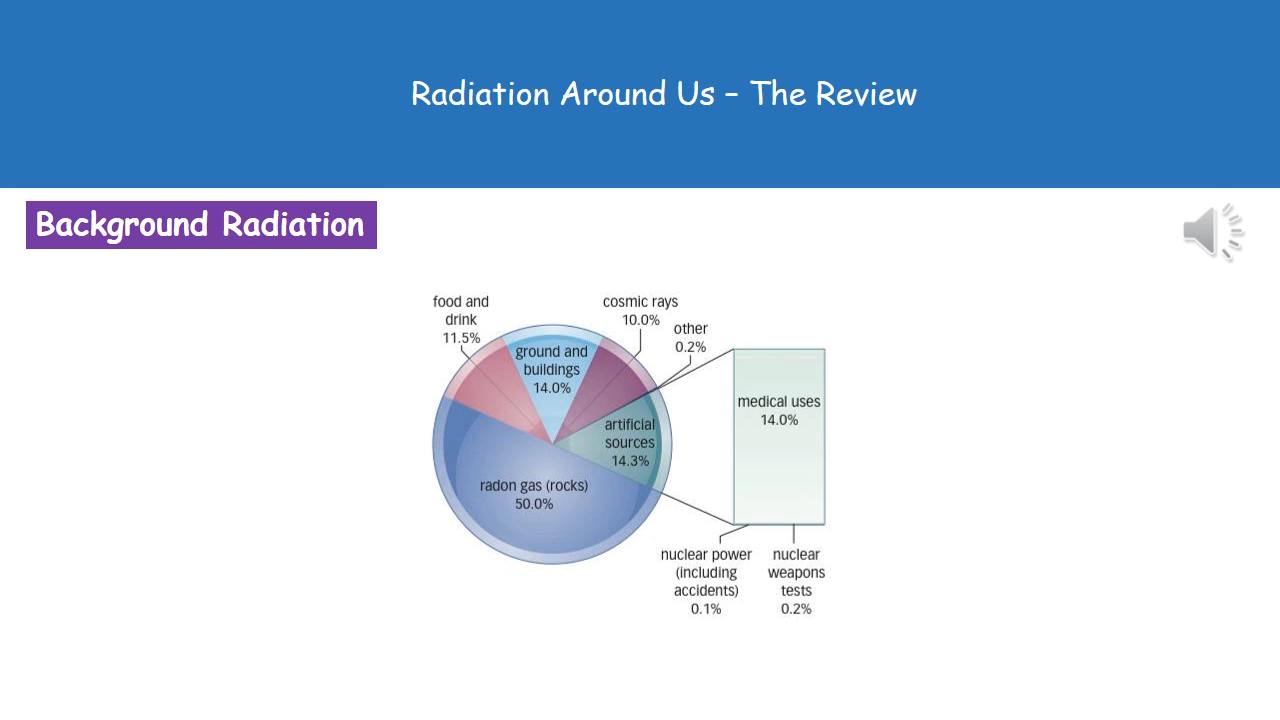 Radiation Around Us – The Review
Background Radiation
food and
drink
11.5%
ground and
buildings
14.0%
cosmic rays
10.0%
other
0.2%
artificial
sources
14.3%
radon gas (rocks)
50.0%
medical uses
14.0%
nuclear power
(including
accidents)
0.1%
nuclear
weapons
tests
0.2%